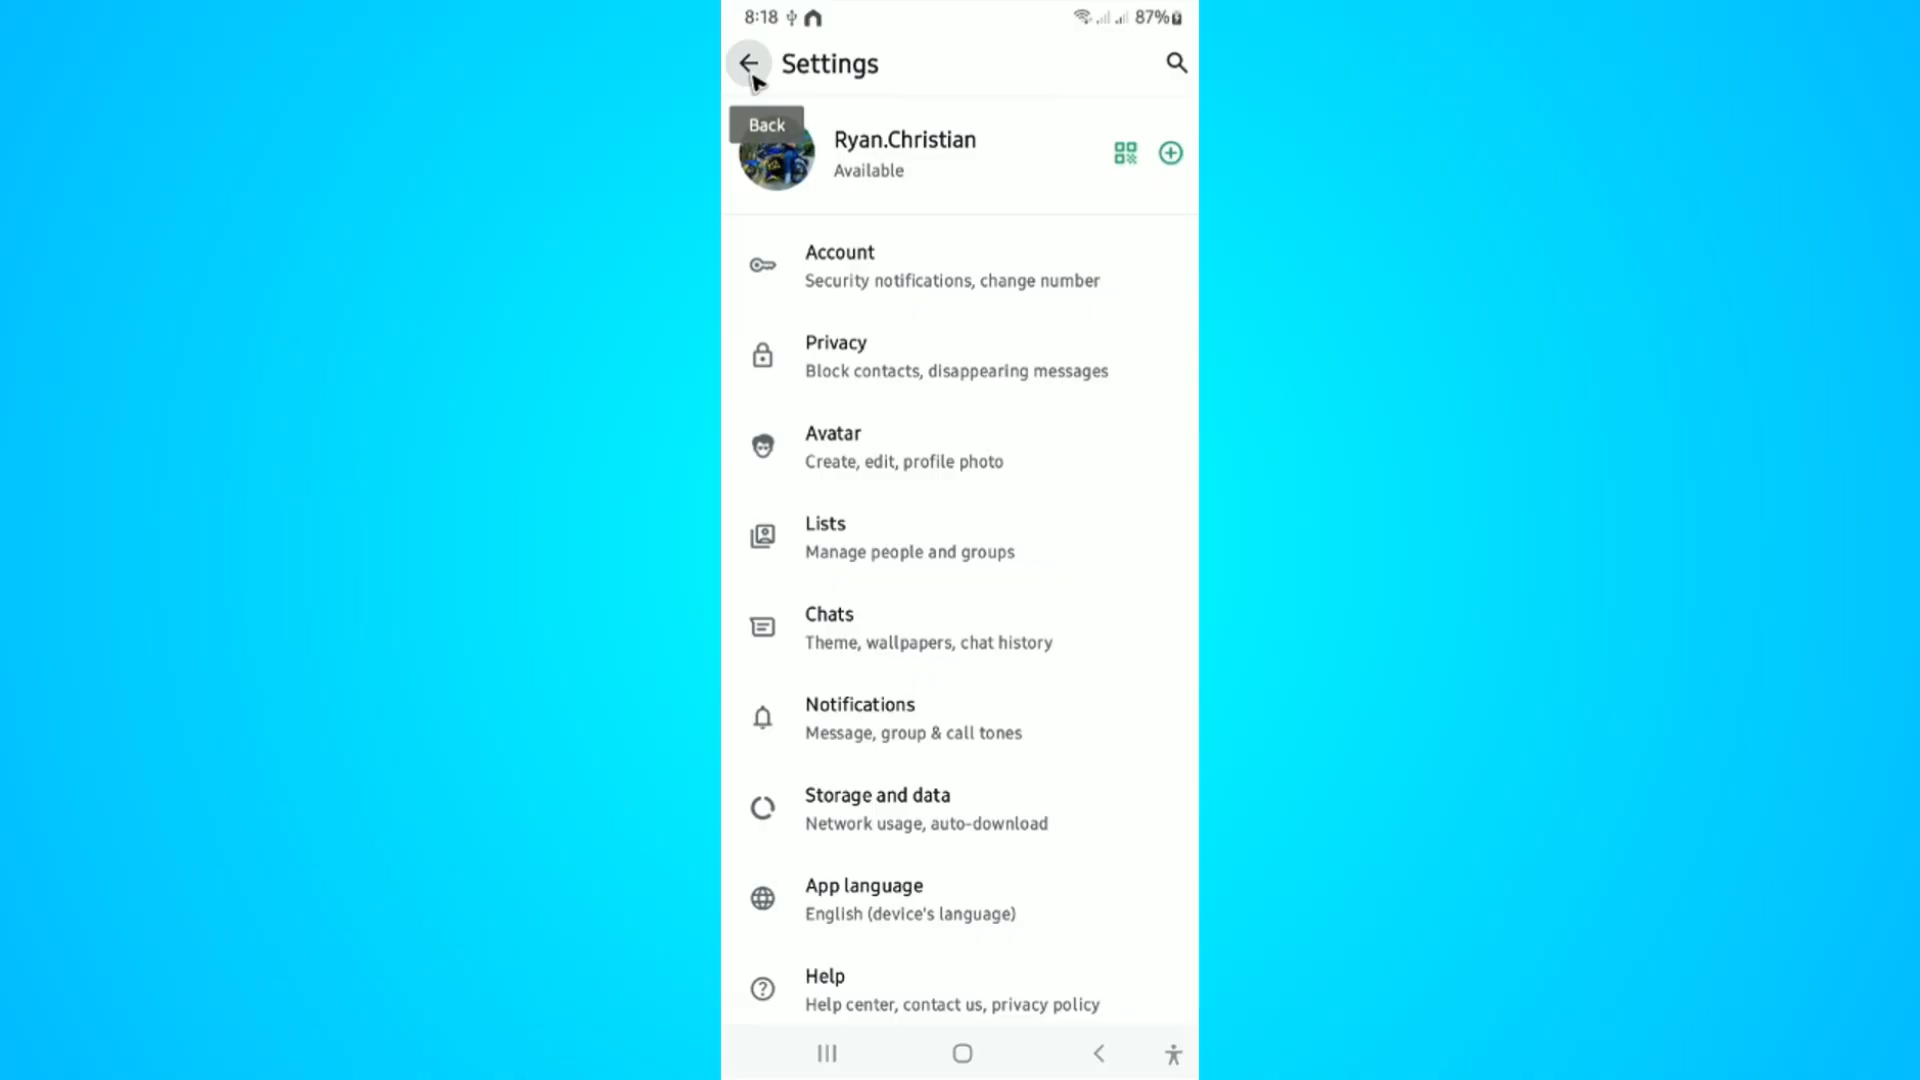 8:18
87%
Settings
Back
Ryan.Christian
Available
Account
Security notifications, change number
Privacy
Block contacts, disappearing messages
Avatar
Create, edit, profile photo
Lists
Manage people and groups
Chats
Theme, wallpapers, chat history
Notifications
Message, group & call tones
Storage and data
Network usage, auto-download
App language
English (device's language)
Help
Help center, contact us, privacy policy